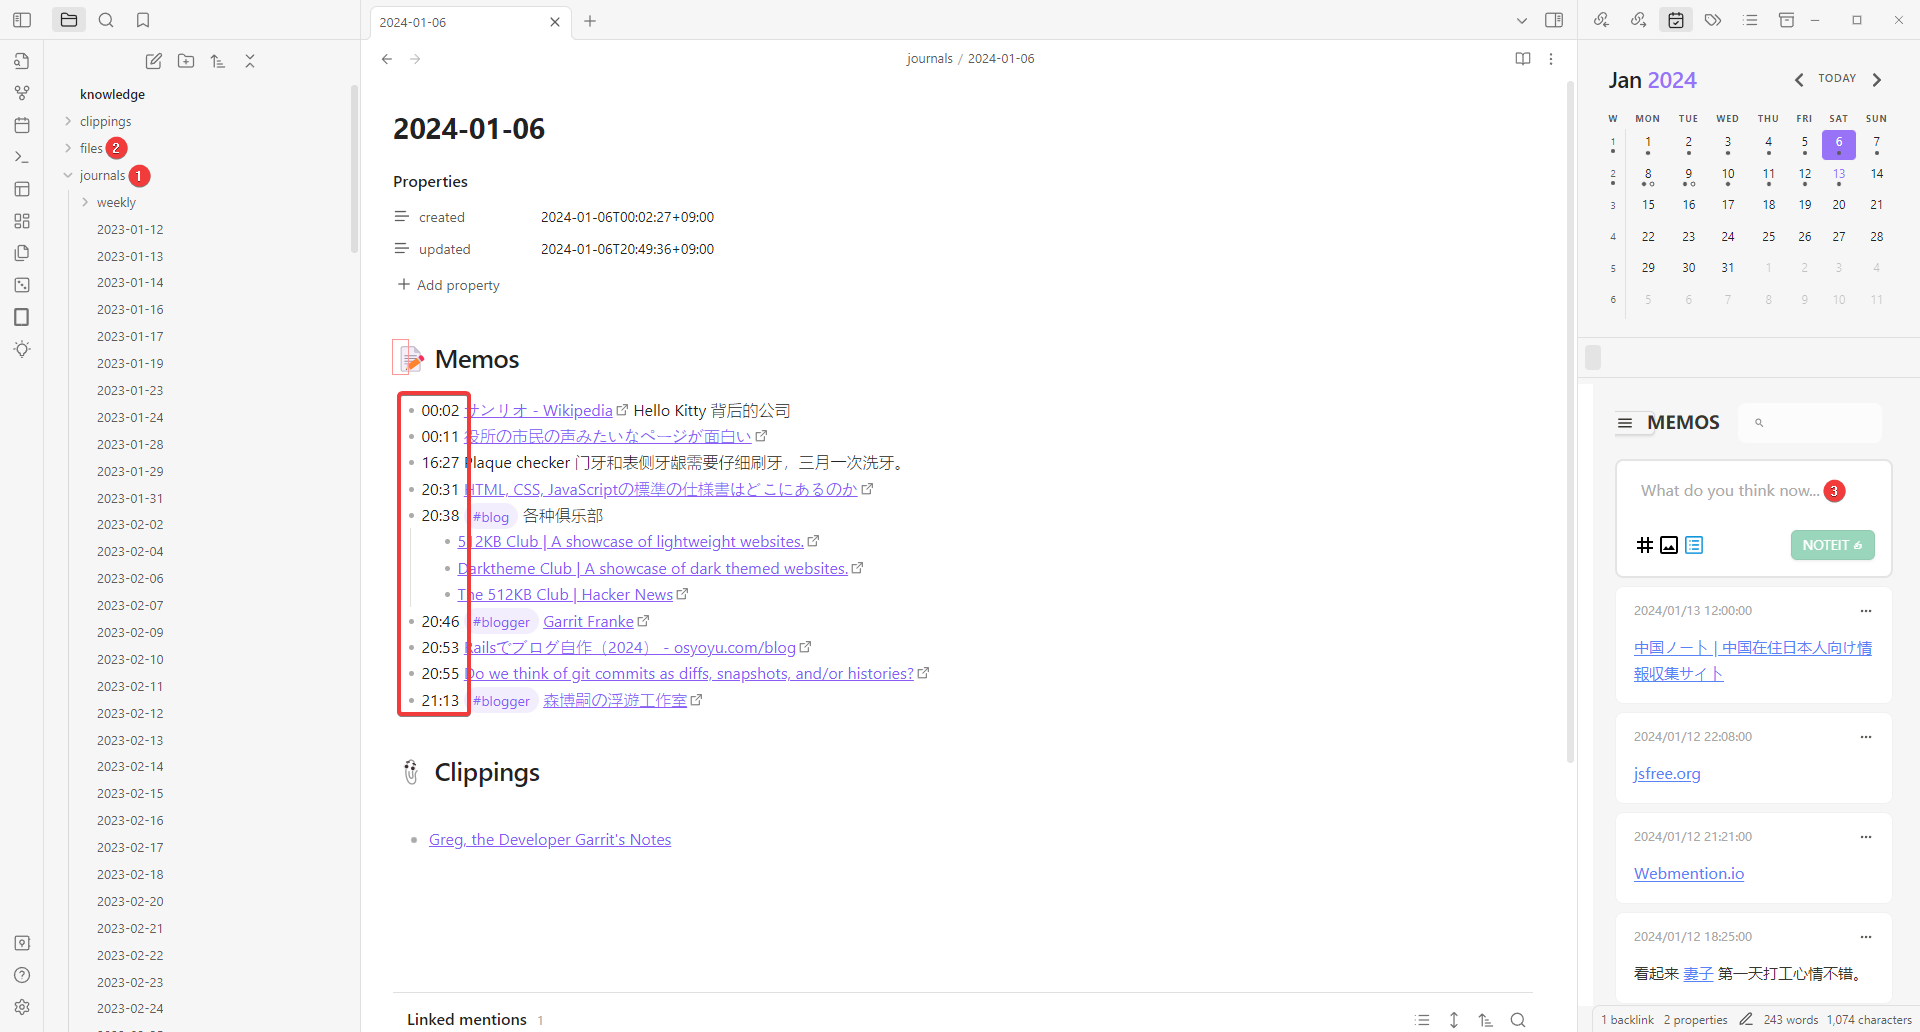 2024-01-06
journals / 2024-01-06
knowledge
clippings
files 2
journals 1
weekly
2023-01-12
2023-01-13
2023-01-14
2023-01-16
2023-01-17
2023-01-19
2023-01-23
2023-01-24
2023-01-28
2023-01-29
2023-01-31
2023-02-02
2023-02-04
2023-02-06
2023-02-07
2023-02-09
2023-02-10
2023-02-11
2023-02-12
2023-02-13
2023-02-14
2023-02-15
2023-02-16
2023-02-17
2023-02-18
2023-02-20
2023-02-21
2023-02-22
2023-02-23
2023-02-24
2024-01-06
Properties
created 2024-01-06T00:02:27+09:00
updated 2024-01-06T20:49:36+09:00
Add property
Memos
00:02 サンリオ - Wikipedia Hello Kitty 背后的公司
00:11 役所の市民の声みたいなページが面白い
16:27 Plaque checker 门牙和表侧牙龈需要仔细刷牙，三月一次洗牙。
20:31 HTML, CSS, JavaScriptの標準の仕様書はどこにあるのか
20:38 #blog 各种俱乐部
512KB Club | A showcase of lightweight websites.
Darktheme Club | A showcase of dark themed websites.
The 512KB Club | Hacker News
20:46 #blogger Garrit Franke
20:53 Railsでブログ自作（2024） - osyoyu.com/blog
20:55 Do we think of git commits as diffs, snapshots, and/or histories?
21:13 #blogger 森博嗣の浮遊工作室
Clippings
Greg, the Developer Garrit's Notes
Linked mentions 1
Jan 2024
TODAY
W MON TUE WED THU FRI SAT SUN
1 1 2 3 4 5 6 7
2 8 9 10 11 12 13 14
3 15 16 17 18 19 20 21
4 22 23 24 25 26 27 28
5 29 30 31 1 2 3 4
6 5 6 7 8 9 10 11
MEMOS
What do you think now... 3
NOTEIT
2024/01/13 12:00:00
中国ノート | 中国在住日本人向け情
報収集サイト
2024/01/12 22:08:00
jsfree.org
2024/01/12 21:21:00
Webmention.io
2024/01/12 18:25:00
看起来 妻子 第一天打工心情不错。
1 backlink 2 properties 243 words 1,074 characters